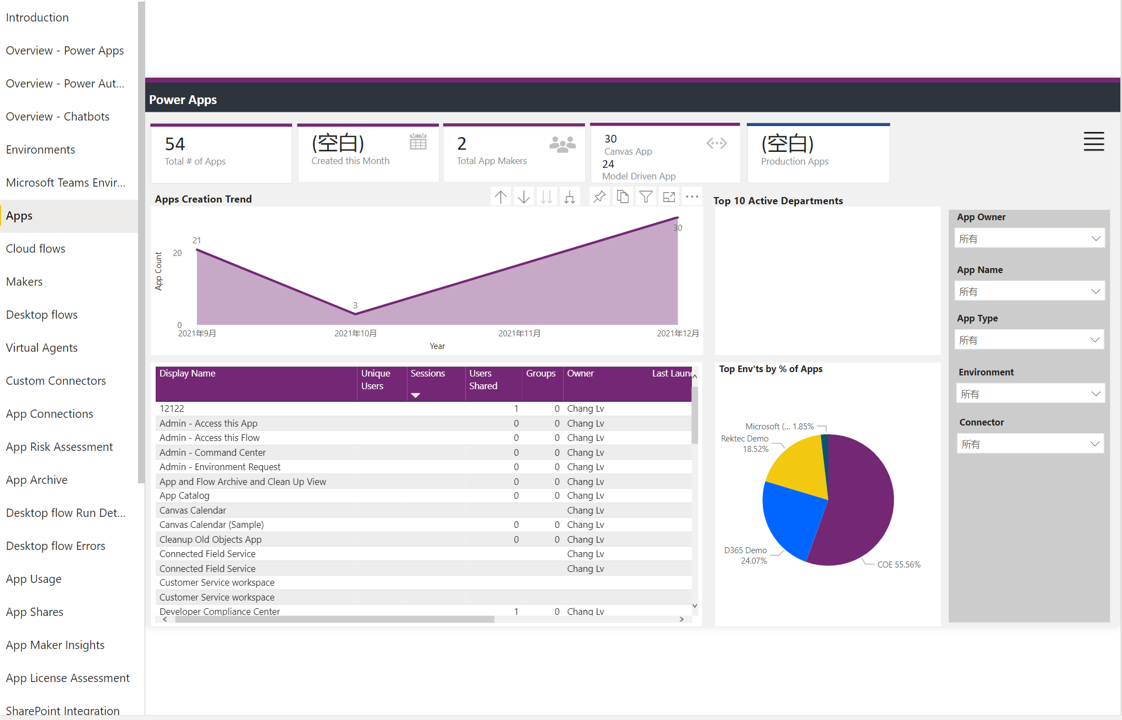 Introduction
Overview - Power Apps
Overview - Power Aut...
Overview - Chatbots
Environments
Microsoft Teams Envir...
Apps
Cloud flows
Makers
Desktop flows
Virtual Agents
Custom Connectors
App Connections
App Risk Assessment
App Archive
Desktop flow Run Det...
Desktop flow Errors
App Usage
App Shares
App Maker Insights
App License Assessment
SharePoint Integration
Power Apps
54
Total # of Apps
(空白)
Created this Month
2
Total App Makers
30
Canvas App
24
Model Driven App
(空白)
Production Apps
Apps Creation Trend
App Count
20
0
21
3
30
2021年9月 2021年10月 2021年11月 2021年12月
Year
Top 10 Active Departments
Display Name Unique Users Sessions Users Shared Groups Owner Last Laun
12122 1 0 Chang Lv
Admin - Access this App 0 0 Chang Lv
Admin - Access this Flow 0 0 Chang Lv
Admin - Command Center 0 0 Chang Lv
Admin - Environment Request 0 0 Chang Lv
App and Flow Archive and Clean Up View 0 0 Chang Lv
App Catalog 0 0 Chang Lv
Canvas Calendar Chang Lv
Canvas Calendar (Sample) 0 0 Chang Lv
Cleanup Old Objects App 0 0 Chang Lv
Connected Field Service Chang Lv
Connected Field Service Chang Lv
Customer Service workspace
Customer Service workspace
Developer Compliance Center 1 0 Chang Lv
Top Env'ts by % of Apps
Microsoft (... 1.85%
Rektec Demo
18.52%
D365 Demo
24.07%
COE 55.56%
App Owner
所有
App Name
所有
App Type
所有
Environment
所有
Connector
所有